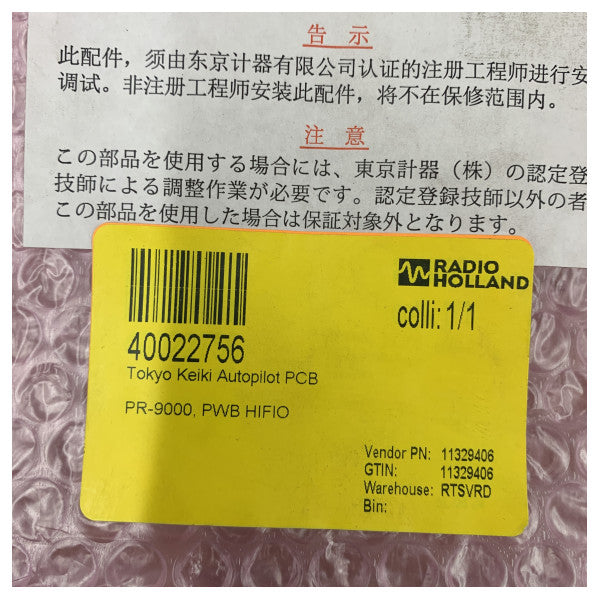 告 示
此配件，须由东京计器有限公司认证的注册工程师进行安
调试。非注册工程师安装此配件，将不在保修范围内。
注 意
この部品を使用する場合には、東京計器（株）の認定登
技師による調整作業が必要です。認定登録技師以外の者
この部品を使用した場合は保証対象外となります。
RADIO
HOLLAND
colli: 1/1
40022756
Tokyo Keiki Autopilot PCB
PR-9000, PWB HIFIO
Vendor PN: 11329406
GTIN: 11329406
Warehouse: RTSVRD
Bin: